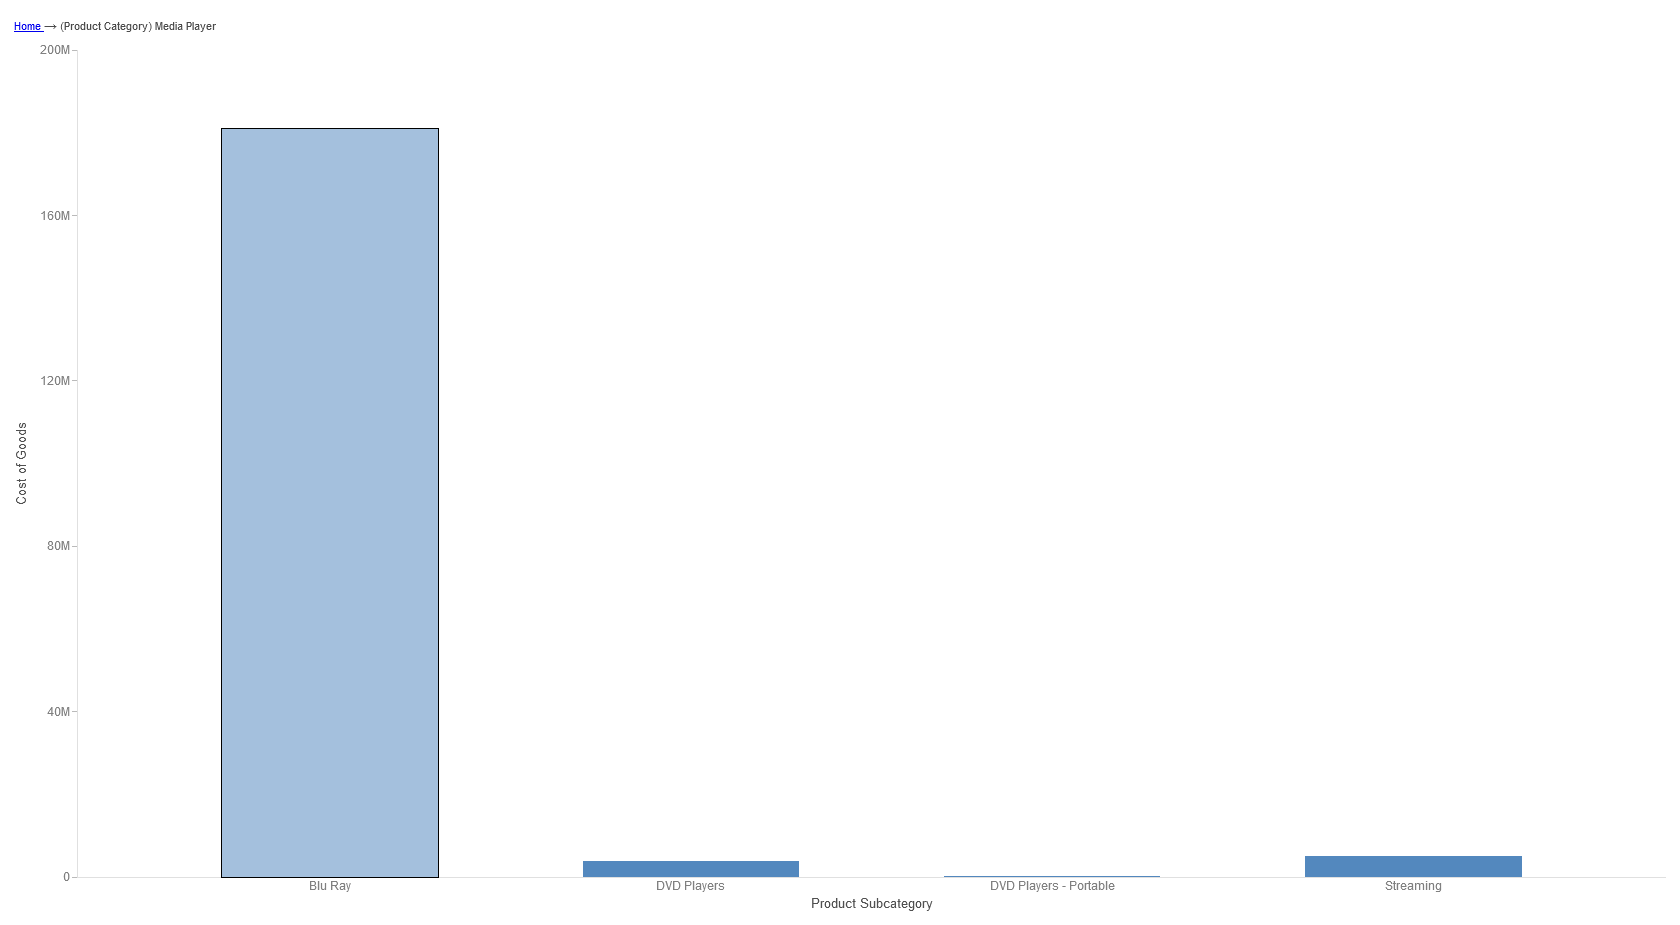 Home → (Product Category) Media Player
200M
160M
120M
80M
40M
0
Cost of Goods
Blu Ray
DVD Players
DVD Players - Portable
Streaming
Product Subcategory